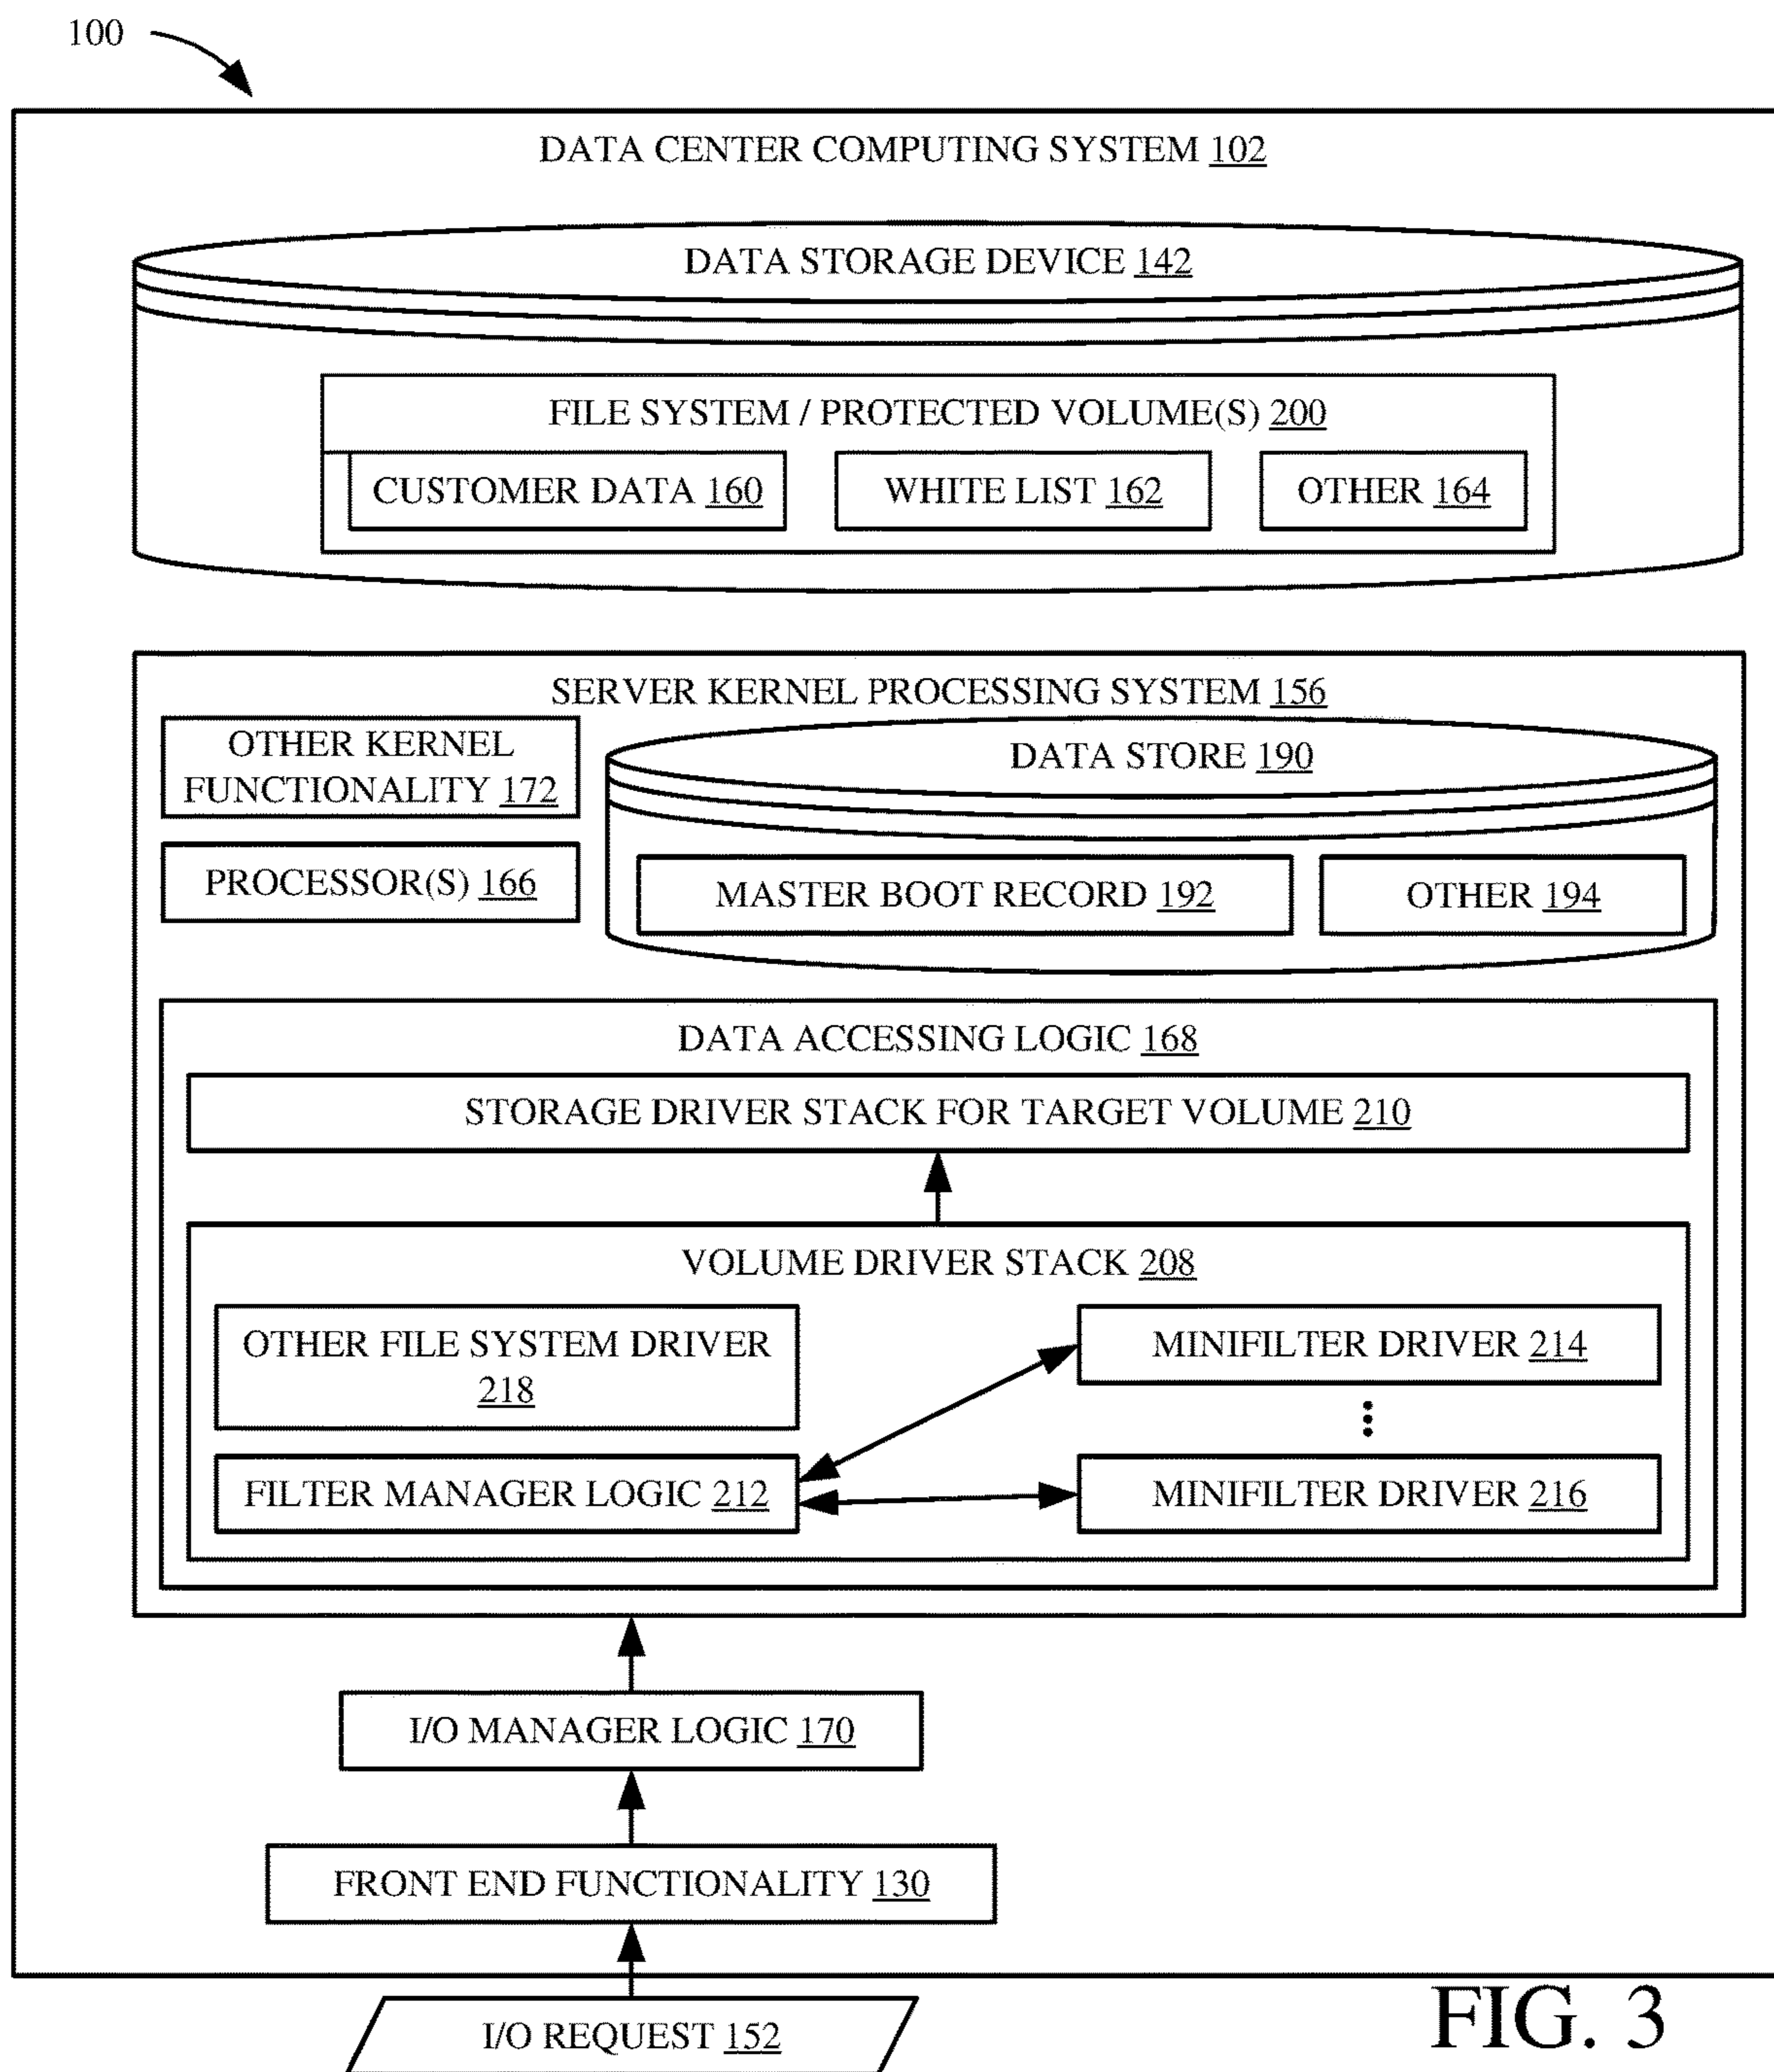 100
DATA CENTER COMPUTING SYSTEM 102
DATA STORAGE DEVICE 142
FILE SYSTEM / PROTECTED VOLUME(S) 200
CUSTOMER DATA 160
WHITE LIST 162
OTHER 164
SERVER KERNEL PROCESSING SYSTEM 156
OTHER KERNEL
FUNCTIONALITY 172
DATA STORE 190
PROCESSOR(S) 166
MASTER BOOT RECORD 192
OTHER 194
DATA ACCESSING LOGIC 168
STORAGE DRIVER STACK FOR TARGET VOLUME 210
VOLUME DRIVER STACK 208
OTHER FILE SYSTEM DRIVER
218
MINIFILTER DRIVER 214
FILTER MANAGER LOGIC 212
MINIFILTER DRIVER 216
I/O MANAGER LOGIC 170
FRONT END FUNCTIONALITY 130
I/O REQUEST 152
FIG. 3